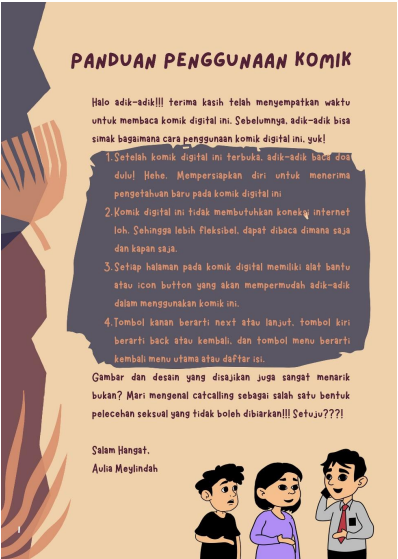 PANDUAN PENGGUNAAN KOMIK
Halo adik-adik!!! terima kasih telah menyempatkan waktu
untuk membaca komik digital ini. Sebelumnya, adik-adik bisa
simak bagaimana cara penggunaan komik digital ini, yuk!
1. Setelah komik digital ini terbuka, adik-adik baca doa
dulu! Hehe. Mempersiapkan diri untuk menerima
pengetahuan baru pada komik digital ini
2. Komik digital ini tidak membutuhkan koneksi internet
loh. Sehingga lebih fleksibel, dapat dibaca dimana saja
dan kapan saja.
3. Setiap halaman pada komik digital memiliki alat bantu
atau icon button yang akan mempermudah adik-adik
dalam menggunakan komik ini.
4. Tombol kanan berarti next atau lanjut, tombol kiri
berarti back atau kembali, dan tombol menu berarti
kembali menu utama atau daftar isi.
Gambar dan desain yang disajikan juga sangat menarik
bukan? Mari mengenal catcalling sebagai salah satu bentuk
pelecehan seksual yang tidak boleh dibiarkan!!! Setuju???!
Salam Hangat,
Aulia Meylindah
1